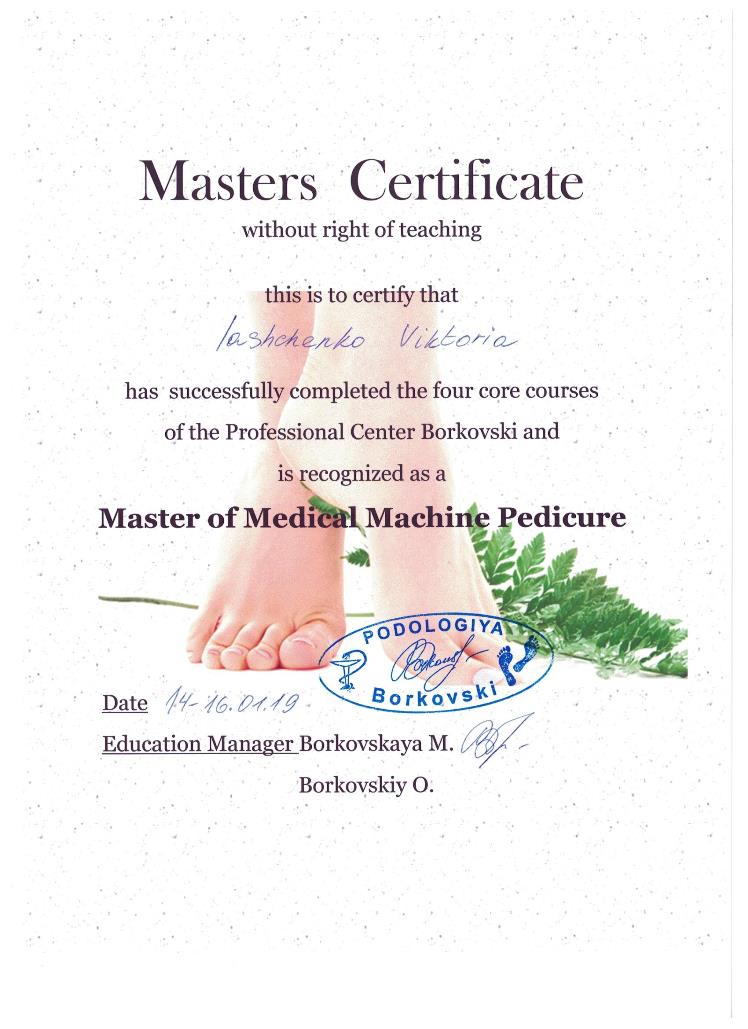 Masters Certificate
without right of teaching
this is to certify that
Iashchenko Viktoria
has successfully completed the four core courses
of the Professional Center Borkovski and
is recognized as a
Master of Medical Machine Pedicure
PODOLOGIYA
Borkovski
Date 14-16.01.19
Education Manager Borkovskaya M.
Borkovskiy O.